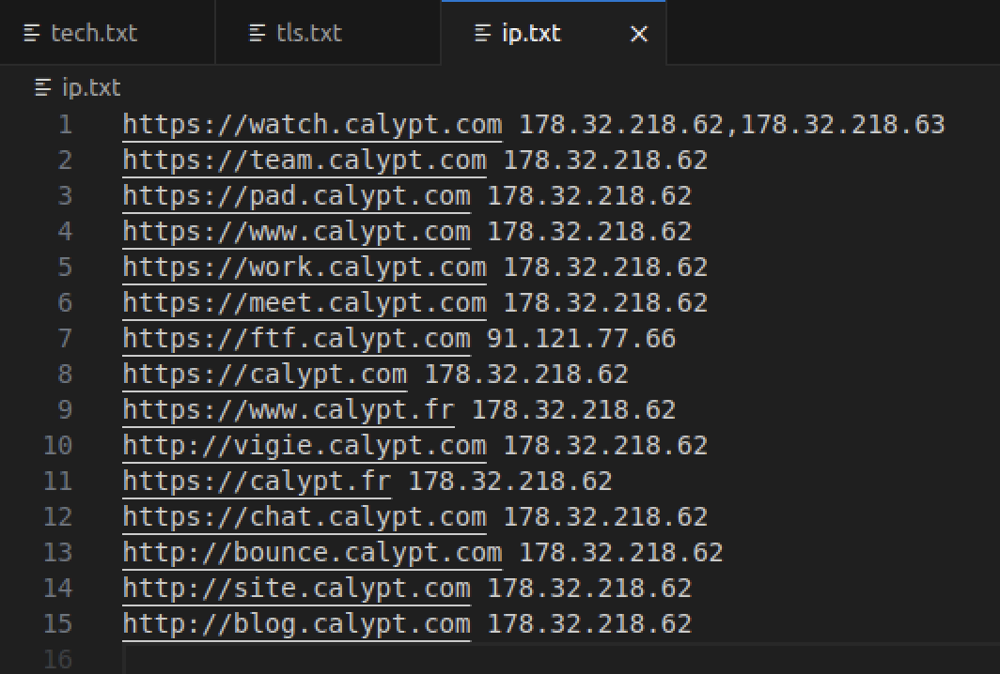 tech.txt tls.txt ip.txt ×
ip.txt
1 https://watch.calypt.com 178.32.218.62,178.32.218.63
2 https://team.calypt.com 178.32.218.62
3 https://pad.calypt.com 178.32.218.62
4 https://www.calypt.com 178.32.218.62
5 https://work.calypt.com 178.32.218.62
6 https://meet.calypt.com 178.32.218.62
7 https://ftf.calypt.com 91.121.77.66
8 https://calypt.com 178.32.218.62
9 https://www.calypt.fr 178.32.218.62
10 http://vigie.calypt.com 178.32.218.62
11 https://calypt.fr 178.32.218.62
12 https://chat.calypt.com 178.32.218.62
13 http://bounce.calypt.com 178.32.218.62
14 http://site.calypt.com 178.32.218.62
15 http://blog.calypt.com 178.32.218.62
16